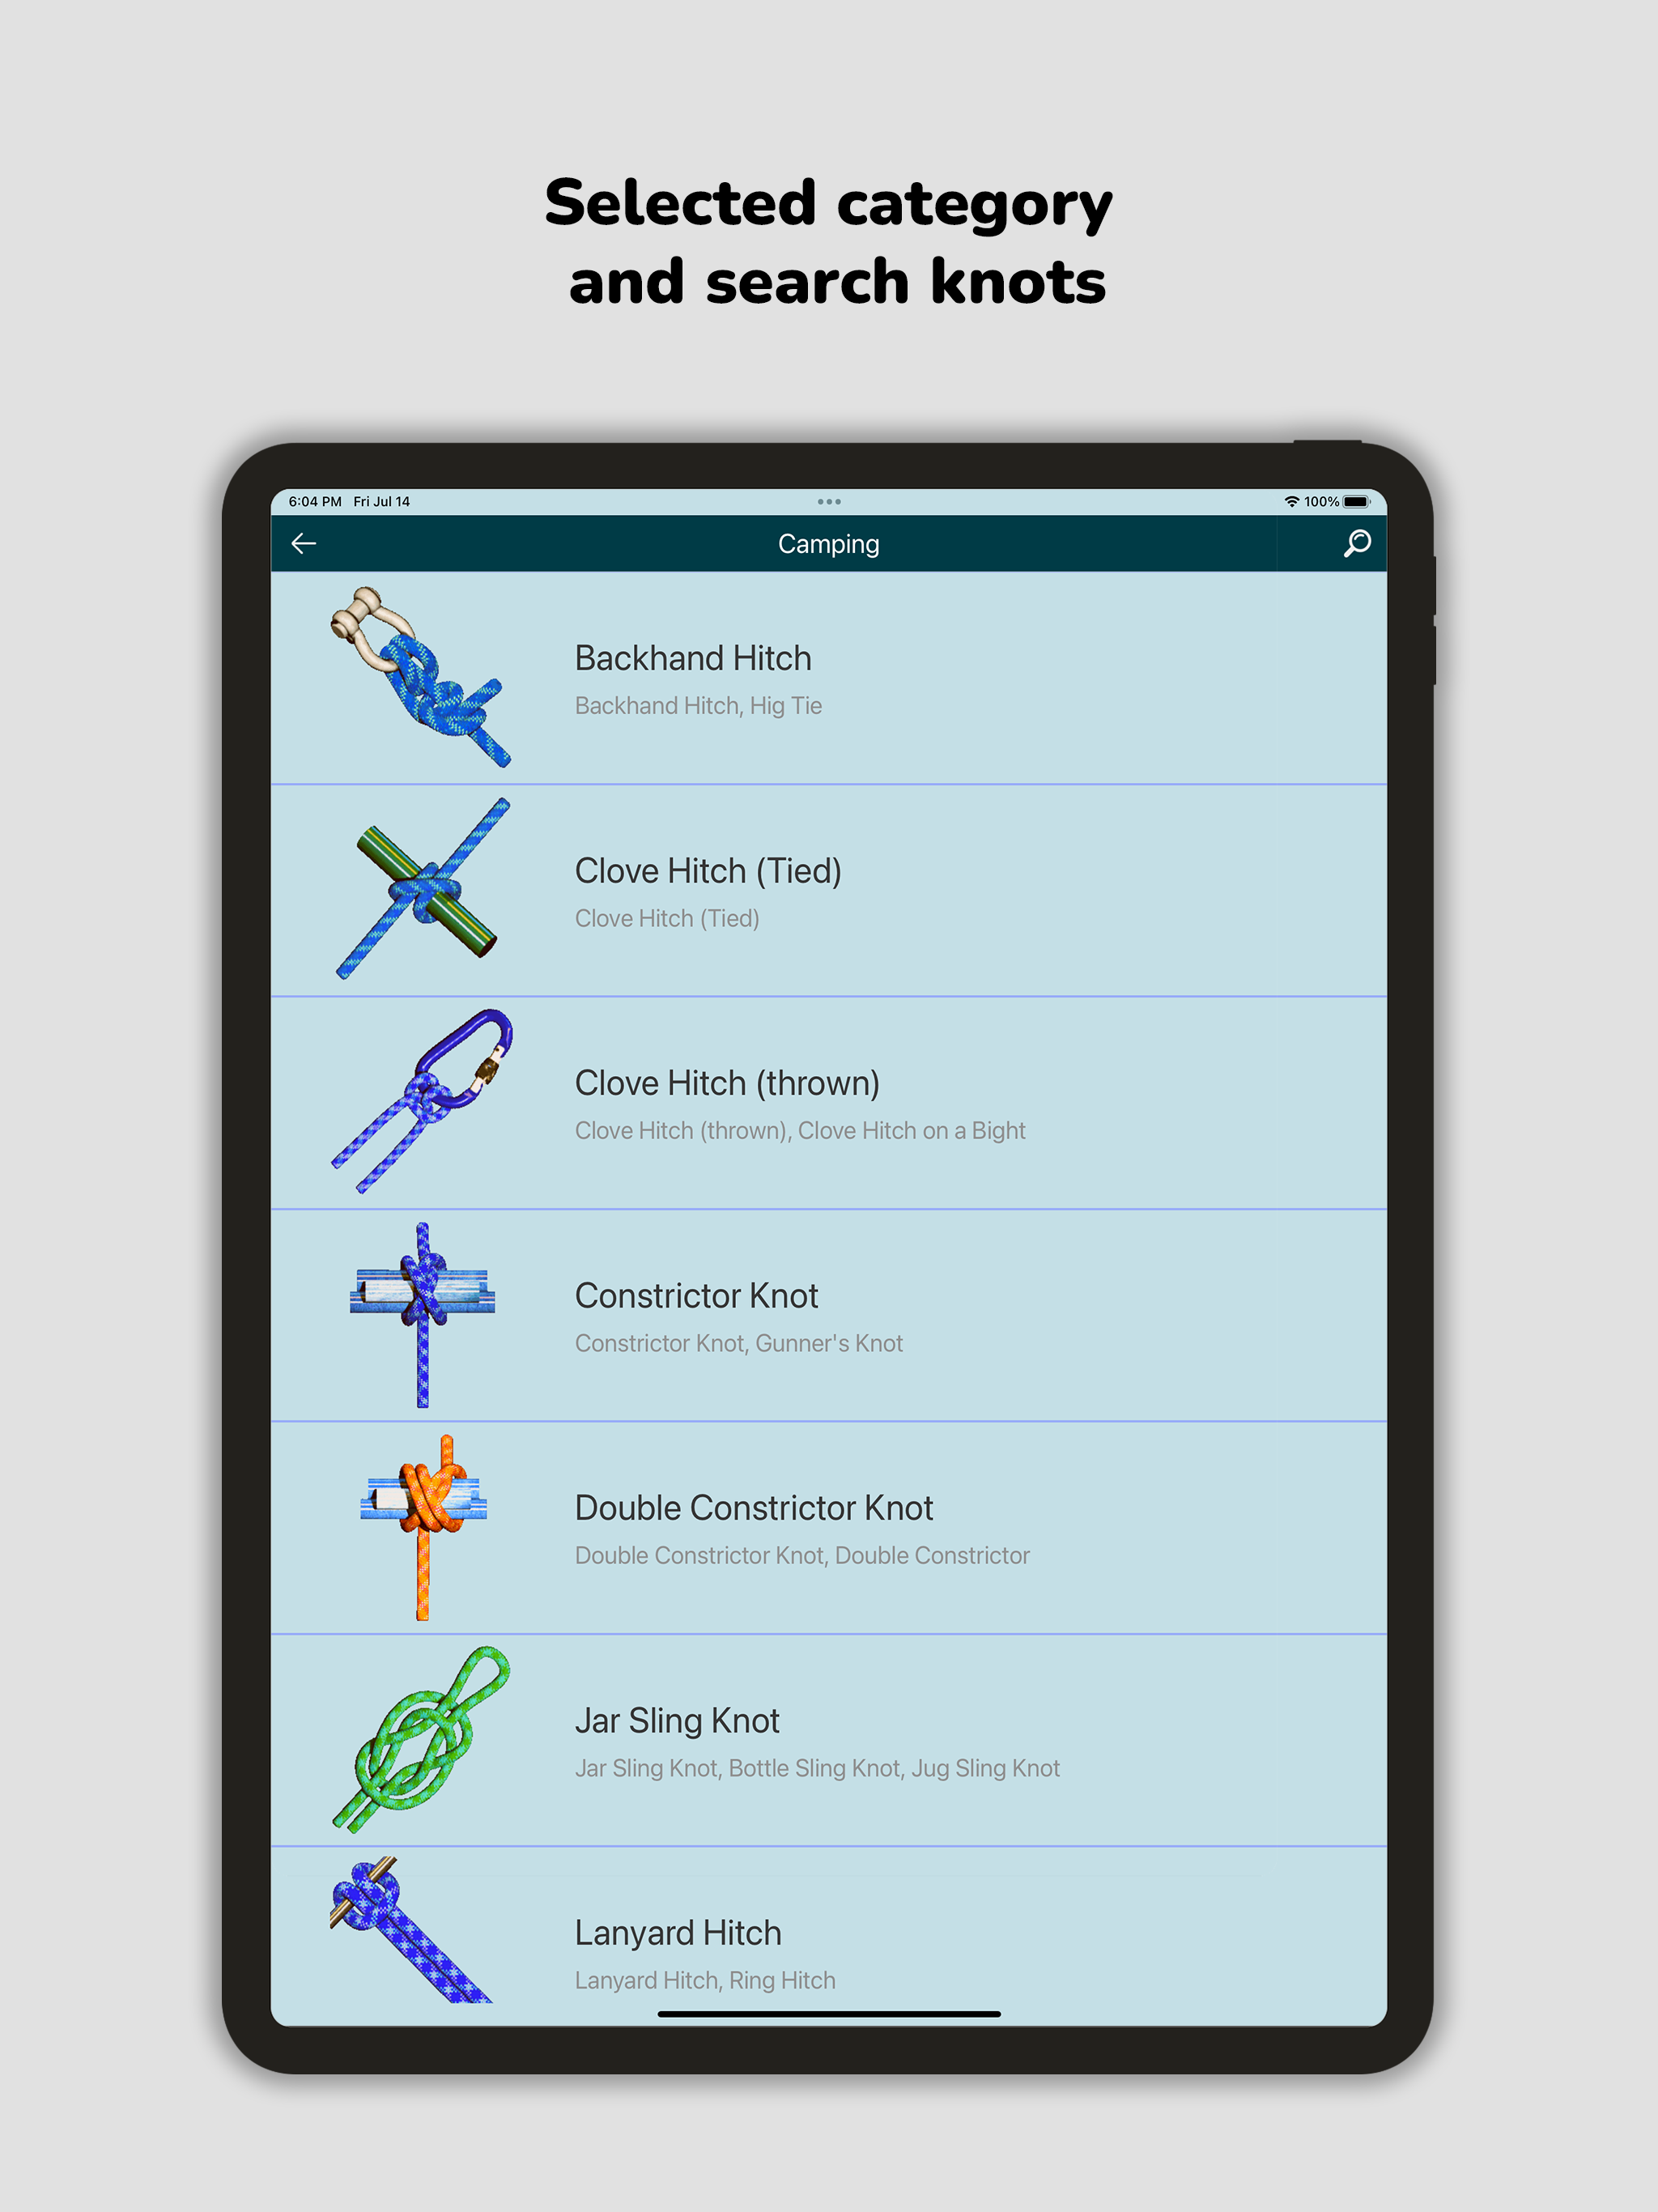 Selected category
and search knots
6:04 PM Fri Jul 14
100%
Camping
Backhand Hitch
Backhand Hitch, Hig Tie
Clove Hitch (Tied)
Clove Hitch (Tied)
Clove Hitch (thrown)
Clove Hitch (thrown), Clove Hitch on a Bight
Constrictor Knot
Constrictor Knot, Gunner's Knot
Double Constrictor Knot
Double Constrictor Knot, Double Constrictor
Jar Sling Knot
Jar Sling Knot, Bottle Sling Knot, Jug Sling Knot
Lanyard Hitch
Lanyard Hitch, Ring Hitch